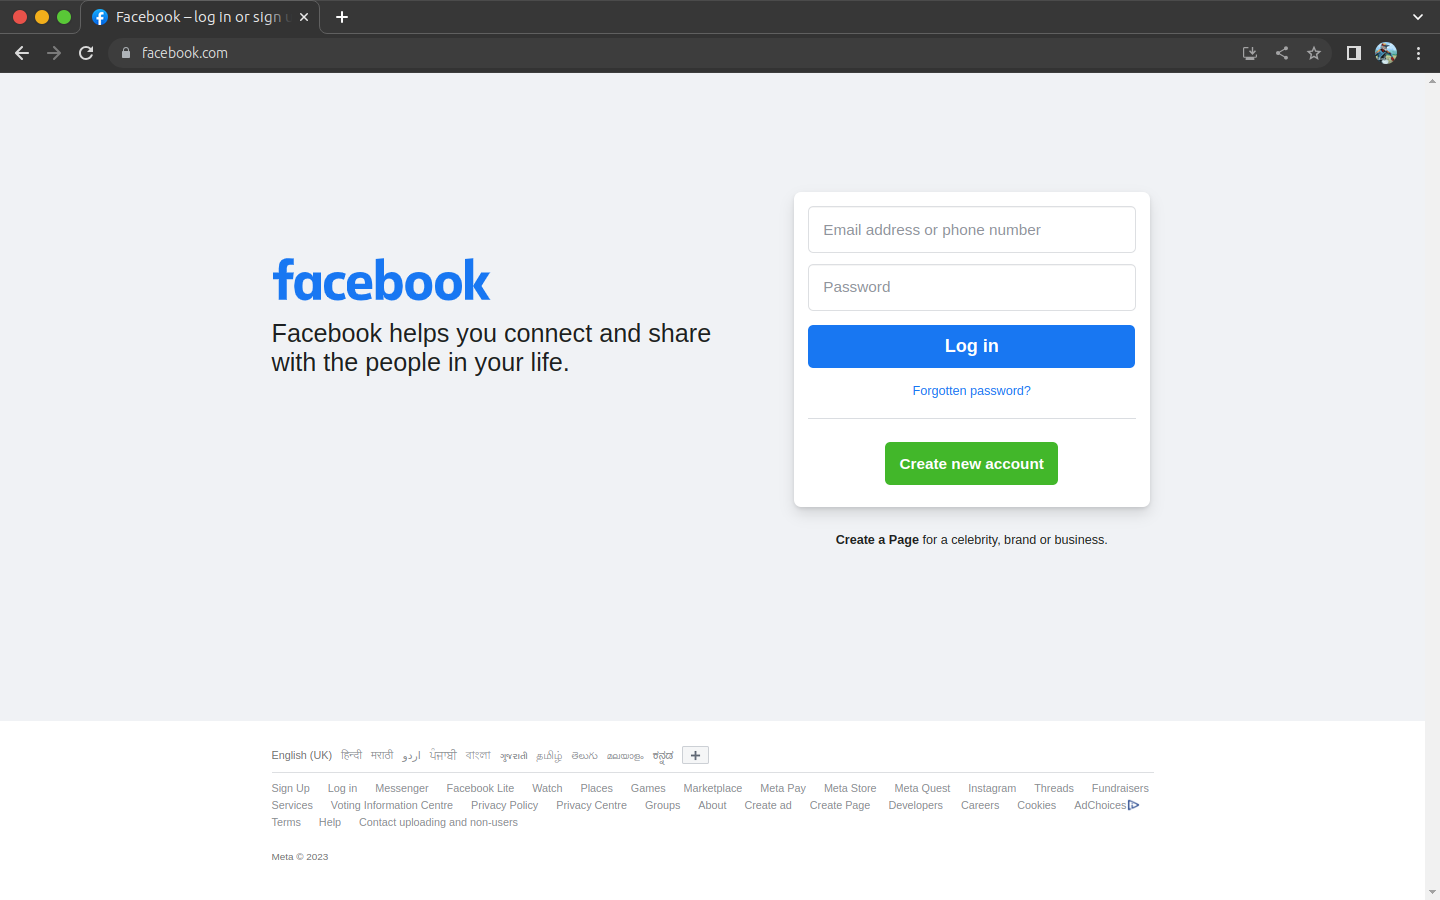 Facebook – log in or sign u
facebook.com
facebook
Facebook helps you connect and share
with the people in your life.
Email address or phone number
Password
Log in
Forgotten password?
Create new account
Create a Page for a celebrity, brand or business.
English (UK) हिन्दी मराठी اردو ਪੰਜਾਬੀ বাংলা ગુજરાતી தமிழ் తెలుగు മലയാളം ಕನ್ನಡ
Sign Up Log in Messenger Facebook Lite Watch Places Games Marketplace Meta Pay Meta Store Meta Quest Instagram Threads Fundraisers
Services Voting Information Centre Privacy Policy Privacy Centre Groups About Create ad Create Page Developers Careers Cookies AdChoices
Terms Help Contact uploading and non-users
Meta © 2023